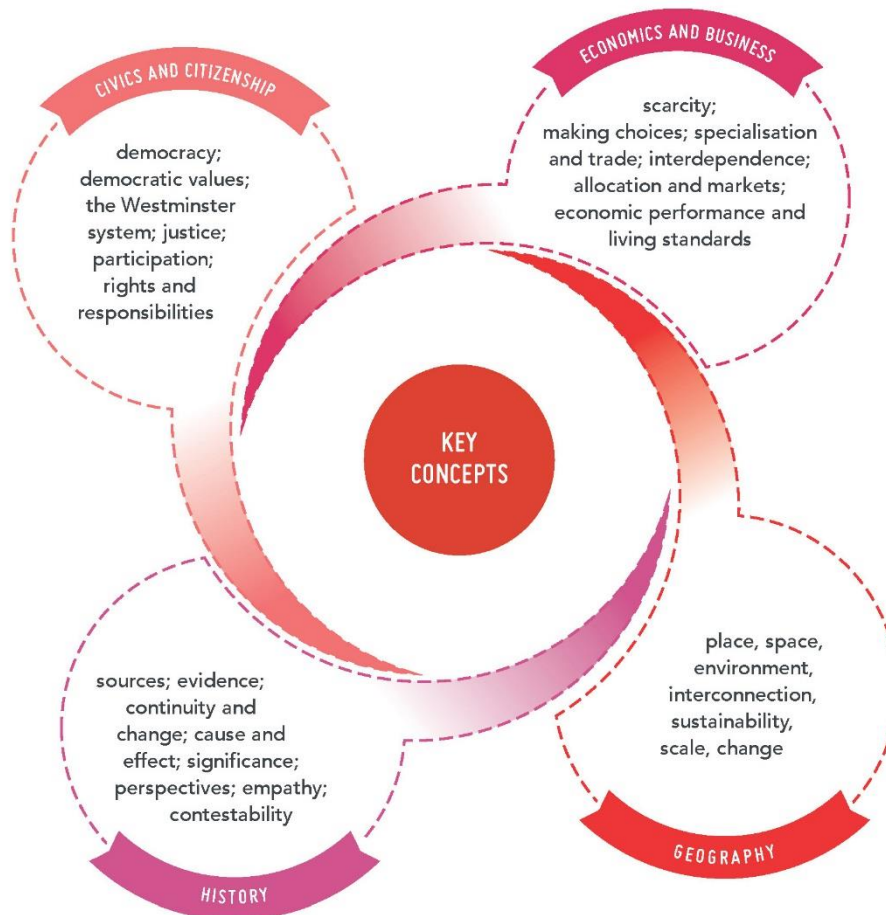 CIVICS AND CITIZENSHIP
democracy;
democratic values;
the Westminster
system; justice;
participation;
rights and
responsibilities
ECONOMICS AND BUSINESS
scarcity;
making choices; specialisation
and trade; interdependence;
allocation and markets;
economic performance and
living standards
KEY
CONCEPTS
sources; evidence;
continuity and
change; cause and
effect; significance;
perspectives; empathy;
contestability
HISTORY
place, space,
environment,
interconnection,
sustainability,
scale, change
GEOGRAPHY